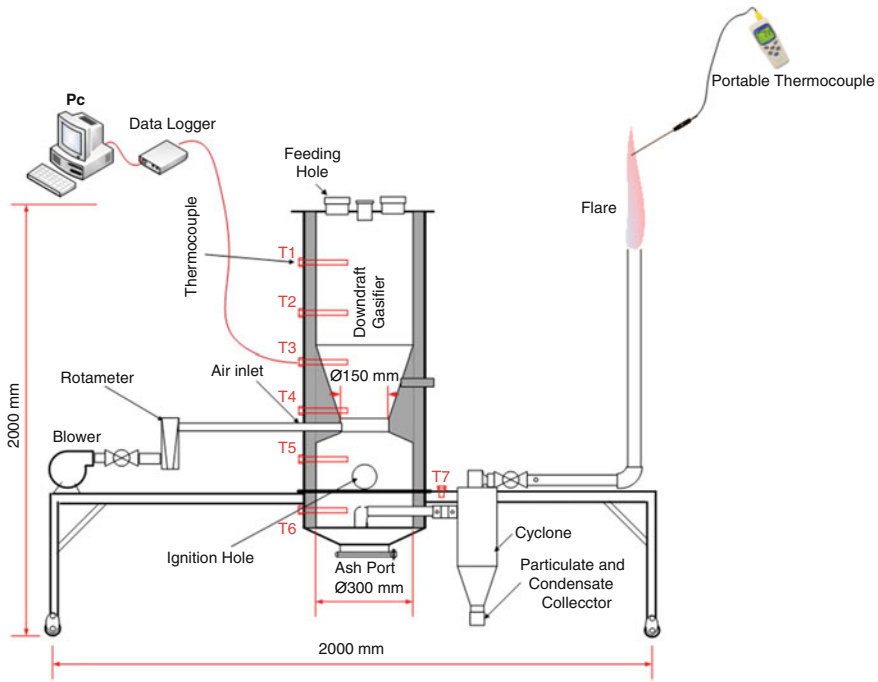 Portable Thermocouple
Pc
Data Logger
Feeding
Hole
Flare
Thermocouple
T1
T2
Downdraft
Gasifier
T3
Air inlet
Ø150 mm
Rotameter
T4
2000 mm
Blower
T5
T7
T6
Ignition Hole
Cyclone
Ash Port
Ø300 mm
Particulate and
Condensate
Collecctor
2000 mm